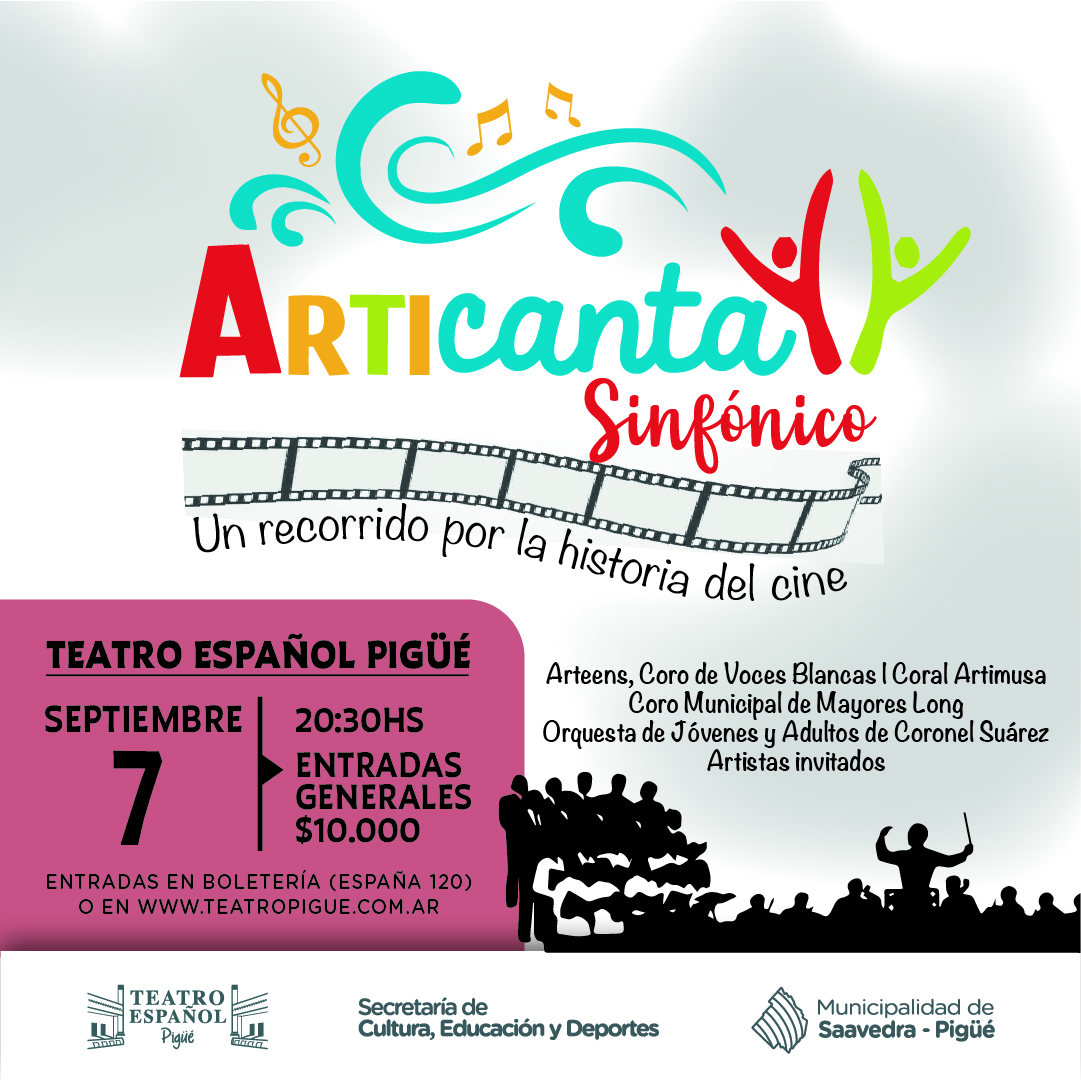 ARTIcanta
Sinfónico
Un recorrido por la historia del cine
TEATRO ESPAÑOL PIGÜÉ
SEPTIEMBRE
7
20:30HS
ENTRADAS
GENERALES
$10.000
ENTRADAS EN BOLETERÍA (ESPAÑA 120)
O EN WWW.TEATROPIGUE.COM.AR
Arteens, Coro de Voces Blancas | Coral Artimusa
Coro Municipal de Mayores Long
Orquesta de Jóvenes y Adultos de Coronel Suárez
Artistas invitados
TEATRO
ESPAÑOL
Pigüé
Secretaría de
Cultura, Educación y Deportes
Municipalidad de
Saavedra - Pigüé